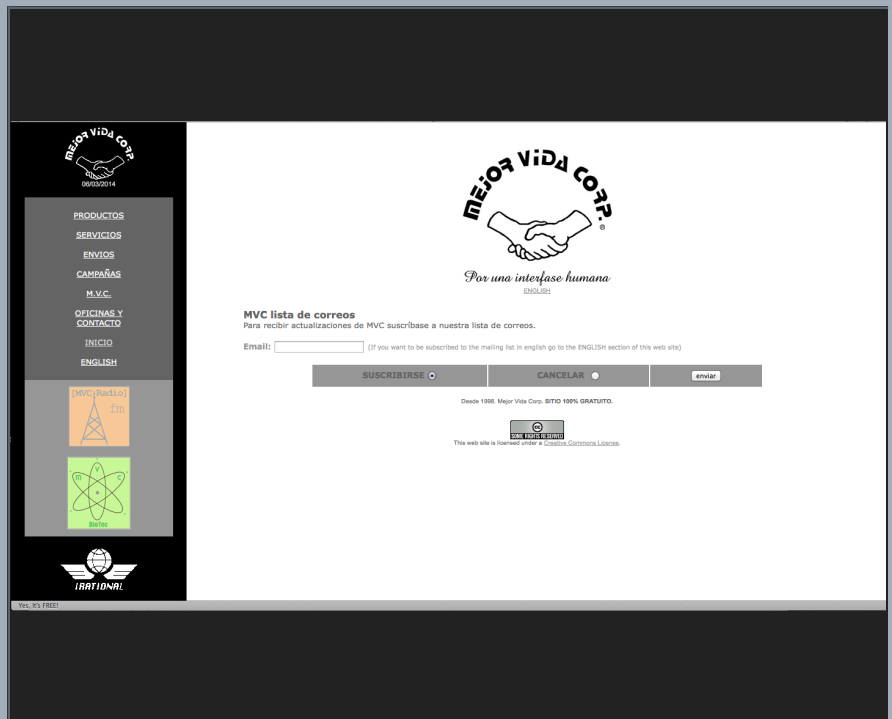 MEJOR ViDA CORP.
06/03/2014
PRODUCTOS
SERVICIOS
ENVIOS
CAMPAÑAS
M.V.C.
OFICINAS Y
CONTACTO
INICIO
ENGLISH
[MVC:Radio]
fm
m V C
BioTec
IRATIONAL
MEJOR ViDA CORP.®
Por una interfase humana
ENGLISH
MVC lista de correos
Para recibir actualizaciones de MVC suscríbase a nuestra lista de correos.
Email: (If you want to be subscribed to the mailing list in english go to the ENGLISH section of this web site)
SUSCRIBIRSE CANCELAR enviar
Desde 1998. Mejor Vida Corp. SITIO 100% GRATUITO.
cc
SOME RIGHTS RESERVED
This web site is licensed under a Creative Commons License.
Yes, it's FREE!